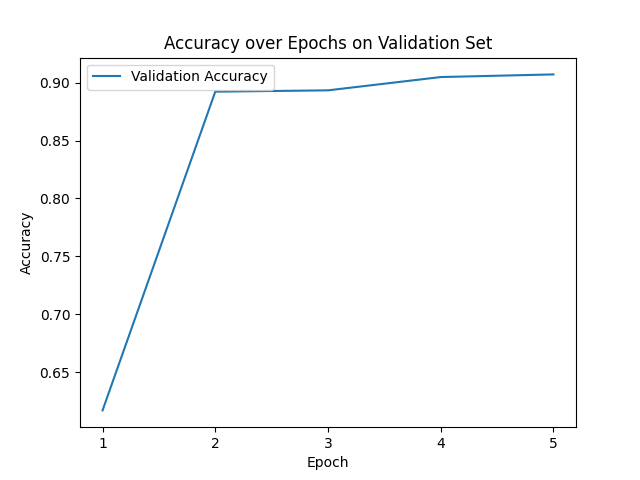 Accuracy over Epochs on Validation Set
Validation Accuracy
0.90
0.85
0.80
0.75
0.70
0.65
Accuracy
1 2 3 4 5
Epoch